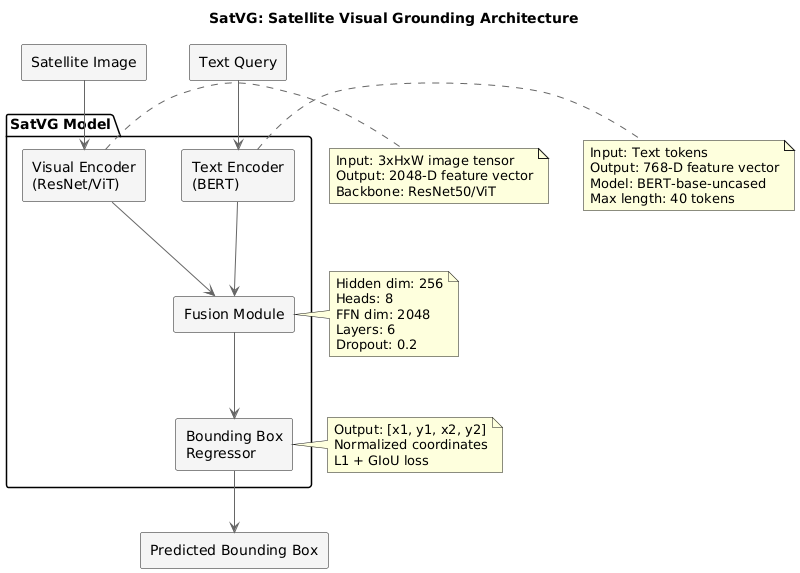 SatVG: Satellite Visual Grounding Architecture
Satellite Image
Text Query
SatVG Model
Visual Encoder
(ResNet/ViT)
Text Encoder
(BERT)
Input: 3xHxW image tensor
Output: 2048-D feature vector
Backbone: ResNet50/ViT
Input: Text tokens
Output: 768-D feature vector
Model: BERT-base-uncased
Max length: 40 tokens
Fusion Module
Hidden dim: 256
Heads: 8
FFN dim: 2048
Layers: 6
Dropout: 0.2
Bounding Box
Regressor
Output: [x1, y1, x2, y2]
Normalized coordinates
L1 + GIoU loss
Predicted Bounding Box